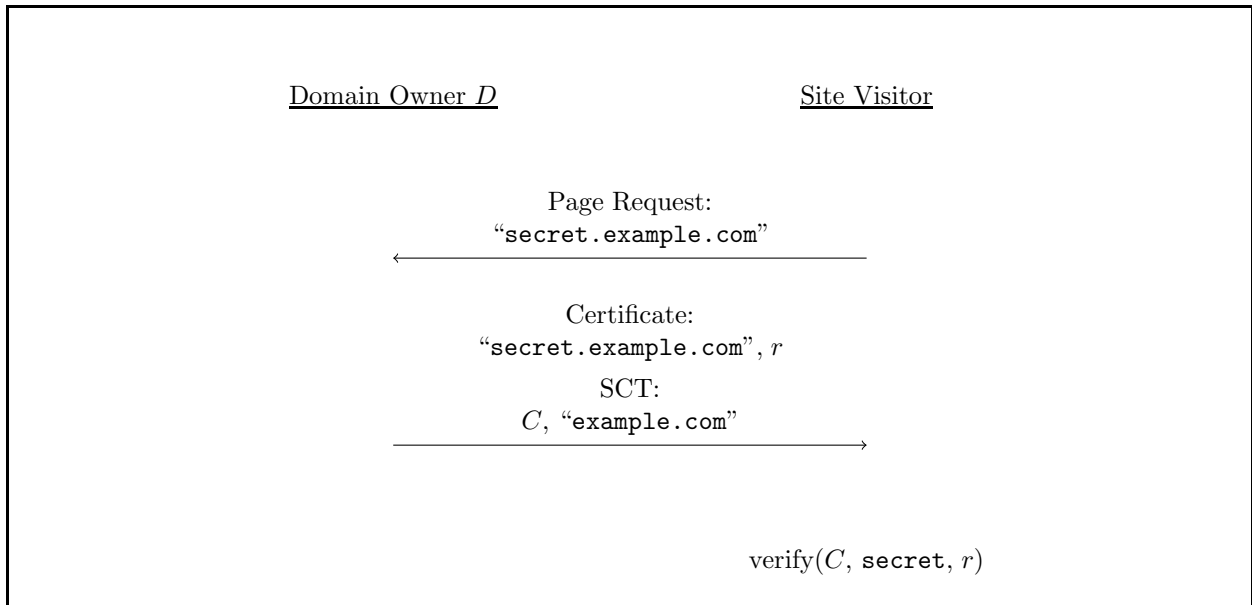 Domain Owner D
Site Visitor
Page Request:
“secret.example.com”
Certificate:
“secret.example.com”, r
SCT:
C, “example.com”
verify(C, secret, r)